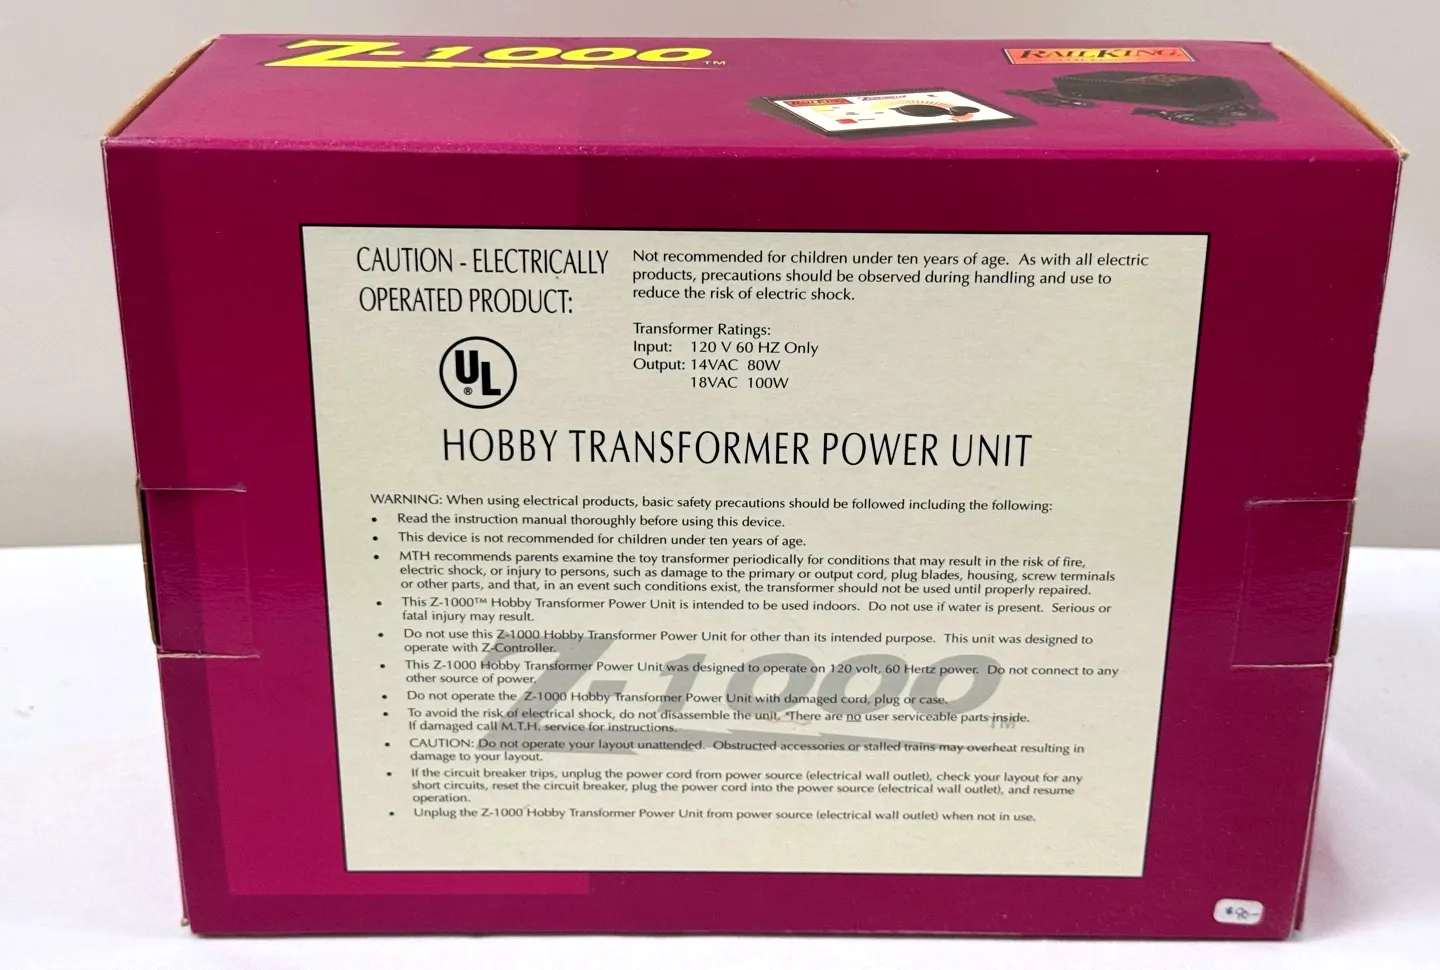 Z-1000™
RAILKING
RAILKING
CAUTION - ELECTRICALLY
OPERATED PRODUCT:
Not recommended for children under ten years of age. As with all electric
products, precautions should be observed during handling and use to
reduce the risk of electric shock.
Transformer Ratings:
Input: 120 V 60 HZ Only
Output: 14VAC 80W
18VAC 100W
UL®
HOBBY TRANSFORMER POWER UNIT
WARNING: When using electrical products, basic safety precautions should be followed including the following:
• Read the instruction manual thoroughly before using this device.
• This device is not recommended for children under ten years of age.
• MTH recommends parents examine the toy transformer periodically for conditions that may result in the risk of fire,
electric shock, or injury to persons, such as damage to the primary or output cord, plug blades, housing, screw terminals
or other parts, and that, in an event such conditions exist, the transformer should not be used until properly repaired.
• This Z-1000™ Hobby Transformer Power Unit is intended to be used indoors. Do not use if water is present. Serious or
fatal injury may result.
• Do not use this Z-1000 Hobby Transformer Power Unit for other than its intended purpose. This unit was designed to
operate with Z-Controller.
• This Z-1000 Hobby Transformer Power Unit was designed to operate on 120 volt, 60 Hertz power. Do not connect to any
other source of power.
• Do not operate the Z-1000 Hobby Transformer Power Unit with damaged cord, plug or case.
• To avoid the risk of electrical shock, do not disassemble the unit. *There are no user serviceable parts inside.
If damaged call M.T.H. service for instructions.
• CAUTION: Do not operate your layout unattended. Obstructed accessories or stalled trains may overheat resulting in
damage to your layout.
• If the circuit breaker trips, unplug the power cord from power source (electrical wall outlet), check your layout for any
short circuits, reset the circuit breaker, plug the power cord into the power source (electrical wall outlet), and resume
operation.
• Unplug the Z-1000 Hobby Transformer Power Unit from power source (electrical wall outlet) when not in use.
Z-1000™